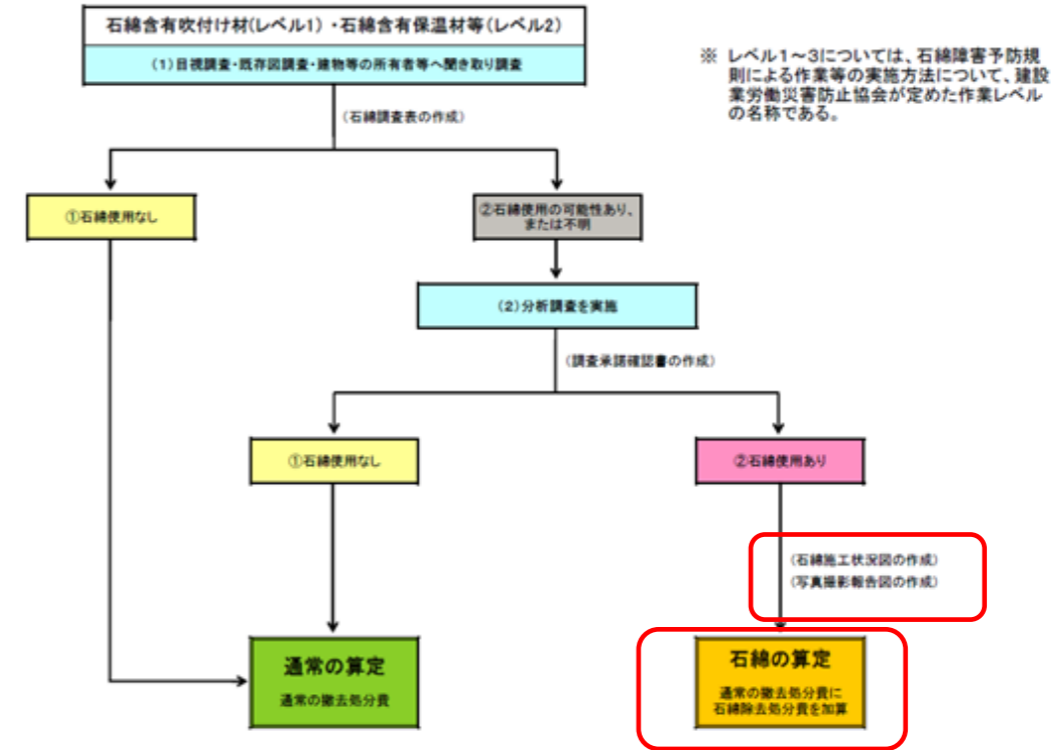 石綿含有吹付け材(レベル1)・石綿含有保温材等(レベル2)
(1)目視調査・既存図調査・建物等の所有者等へ聞き取り調査
※ レベル1～3については、石綿障害予防規
則による作業等の実施方法について、建設
業労働災害防止協会が定めた作業レベル
の名称である。
(石綿調査表の作成)
①石綿使用なし
②石綿使用の可能性あり、
または不明
(2)分析調査を実施
(調査承諾確認書の作成)
①石綿使用なし
②石綿使用あり
(石綿施工状況図の作成)
(写真撮影報告図の作成)
通常の算定
通常の撤去処分費
石綿の算定
通常の撤去処分費に
石綿除去処分費を加算